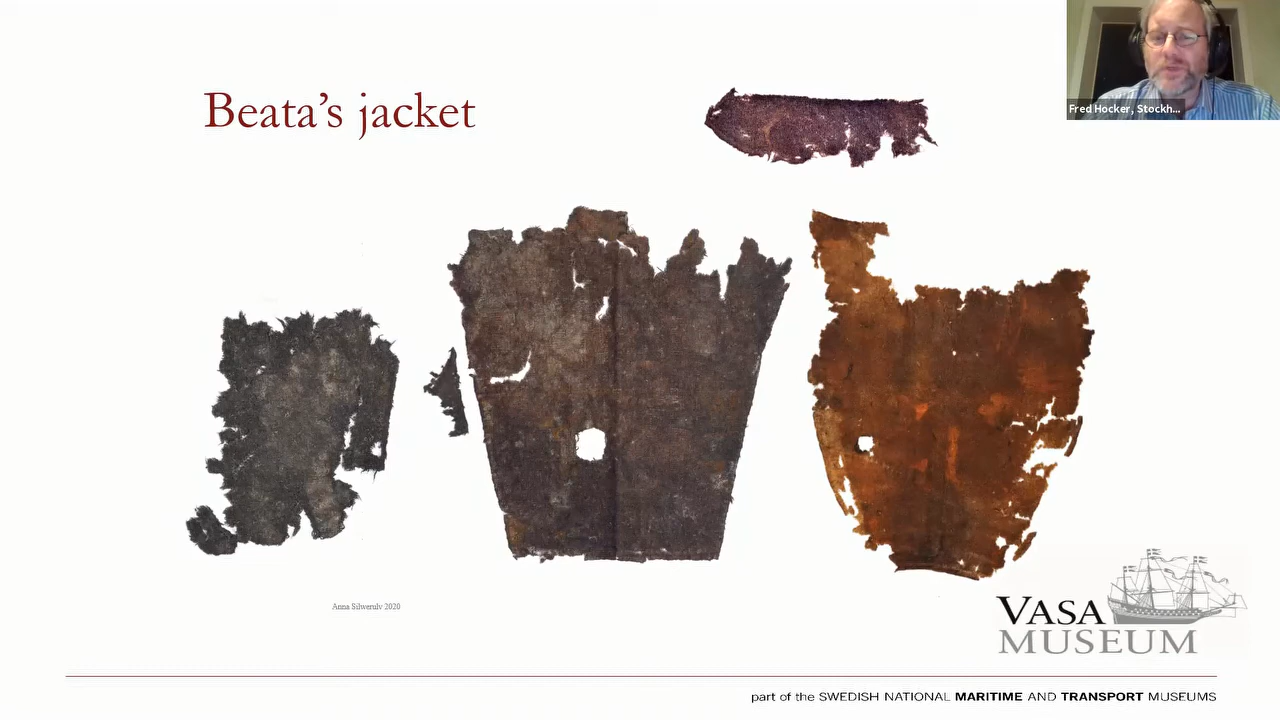 Beata's jacket
Fred Hocker, Stockh...
Anna Silwerulv 2020
VASA
MUSEUM
part of the SWEDISH NATIONAL MARITIME AND TRANSPORT MUSEUMS